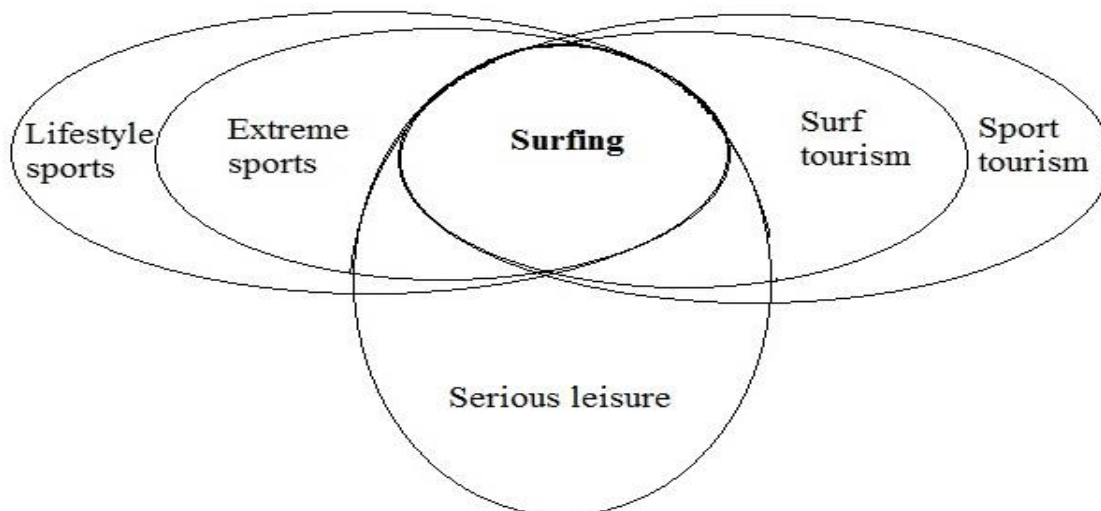 Lifestyle
sports
Extreme
sports
Surfing
Surf
tourism
Sport
tourism
Serious leisure